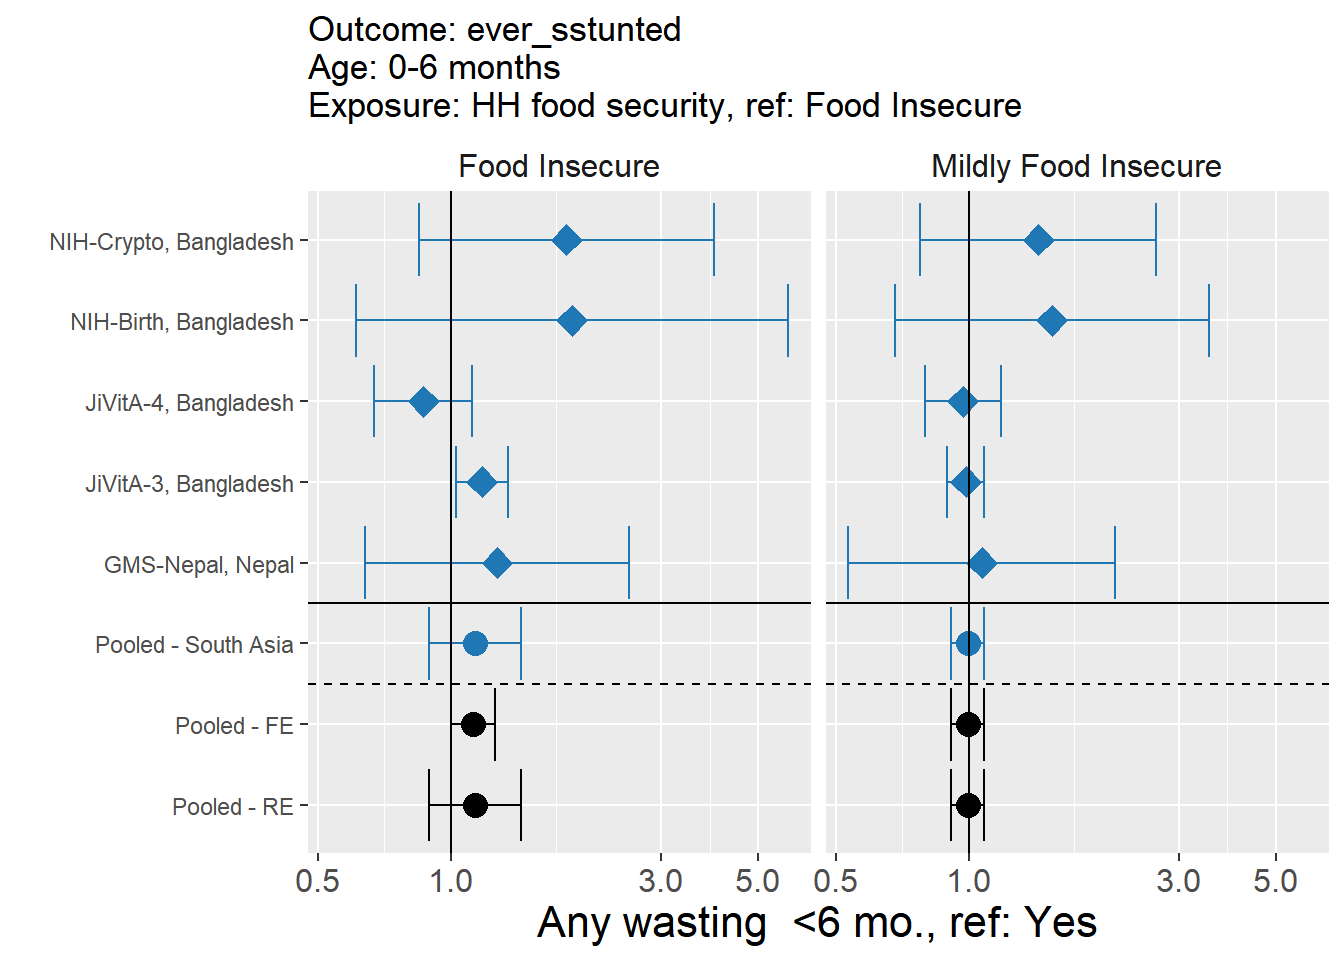 Outcome: ever_sstunted
Age: 0-6 months
Exposure: HH food security, ref: Food Insecure
Food Insecure
Mildly Food Insecure
NIH-Crypto, Bangladesh
NIH-Birth, Bangladesh
JiVitA-4, Bangladesh
JiVitA-3, Bangladesh
GMS-Nepal, Nepal
Pooled - South Asia
Pooled - FE
Pooled - RE
0.5 1.0 3.0 5.0 0.5 1.0 3.0 5.0
Any wasting  <6 mo., ref: Yes